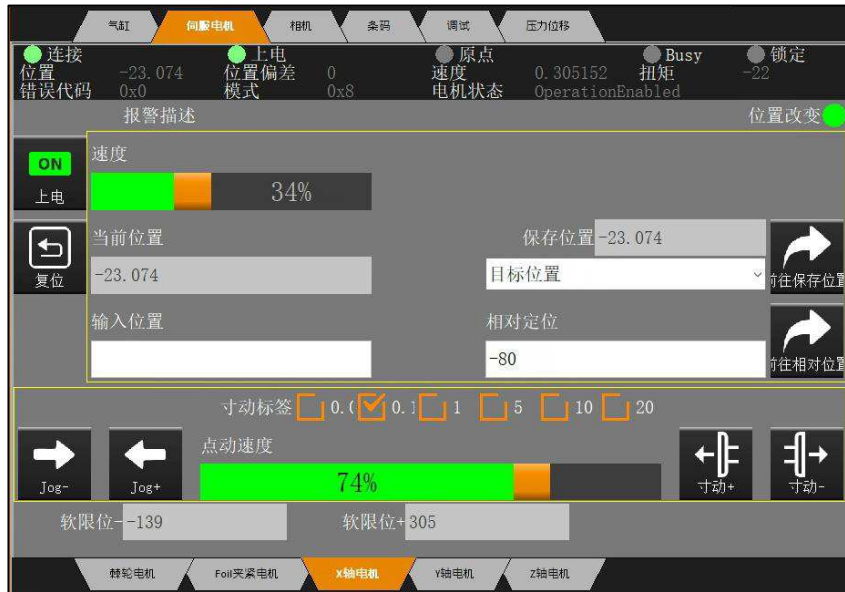 气缸 伺服电机 相机 条码 调试 压力位移
连接 上电 原点 Busy 锁定
位置 -23.074 位置偏差 0 速度 0.305152 扭矩 -22
错误代码 0x0 模式 0x8 电机状态 OperationEnabled
报警描述 位置改变
ON
上电
速度
34%
复位
当前位置 保存位置 -23.074
-23.074 目标位置
前往保存位置
输入位置 相对定位
-80
前往相对位置
寸动标签 0.0 0.1 1 5 10 20
点动速度
Jog- Jog+ 74% 寸动+ 寸动-
软限位- -139 软限位+ 305
棘轮电机 Foil夹紧电机 X轴电机 Y轴电机 Z轴电机